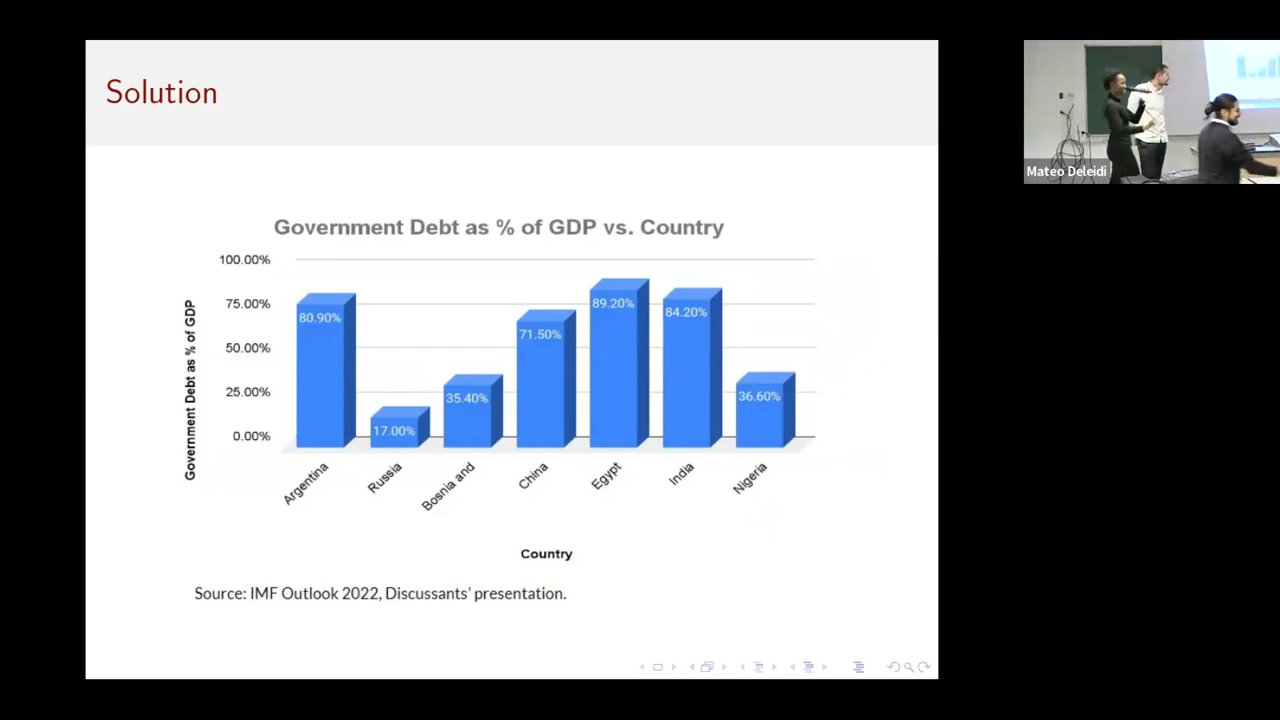 Solution
Government Debt as % of GDP vs. Country
Government Debt as % of GDP
100.00%
75.00%
50.00%
25.00%
0.00%
80.90%
17.00%
35.40%
71.50%
89.20%
84.20%
36.60%
Argentina
Russia
Bosnia and
China
Egypt
India
Nigeria
Country
Source: IMF Outlook 2022, Discussants' presentation.
Mateo Deleidi